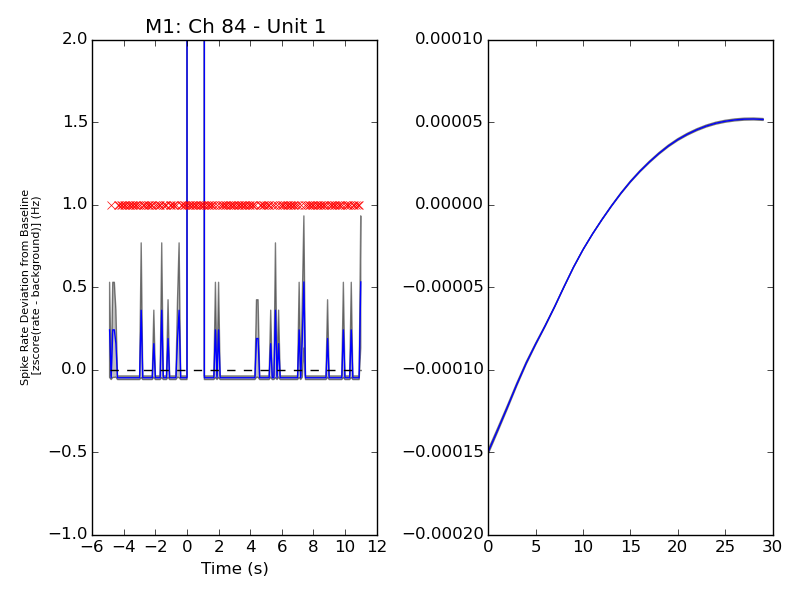 M1: Ch 84 - Unit 1
Spike Rate Deviation from Baseline
[zscore(rate - background)] (Hz)
2.0
1.5
1.0
0.5
0.0
−0.5
−1.0
−6 −4 −2 0 2 4 6 8 10 12
Time (s)
0.00010
0.00005
0.00000
−0.00005
−0.00010
−0.00015
−0.00020
0 5 10 15 20 25 30